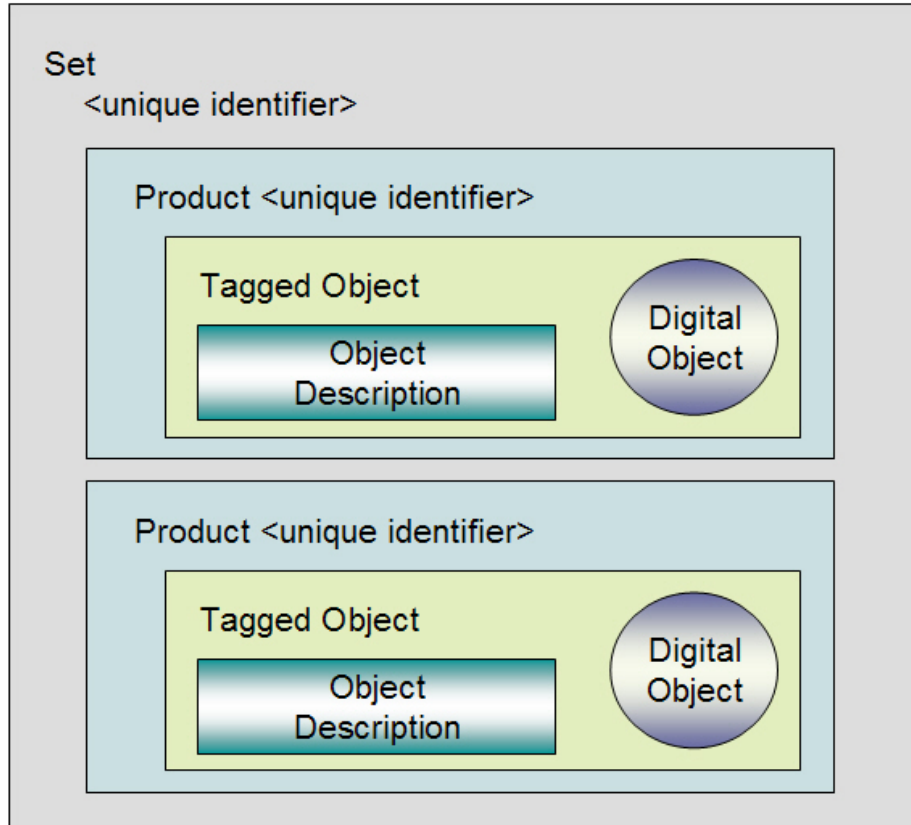 Set
<unique identifier>
Product <unique identifier>
Tagged Object
Object
Description
Digital
Object
Product <unique identifier>
Tagged Object
Object
Description
Digital
Object